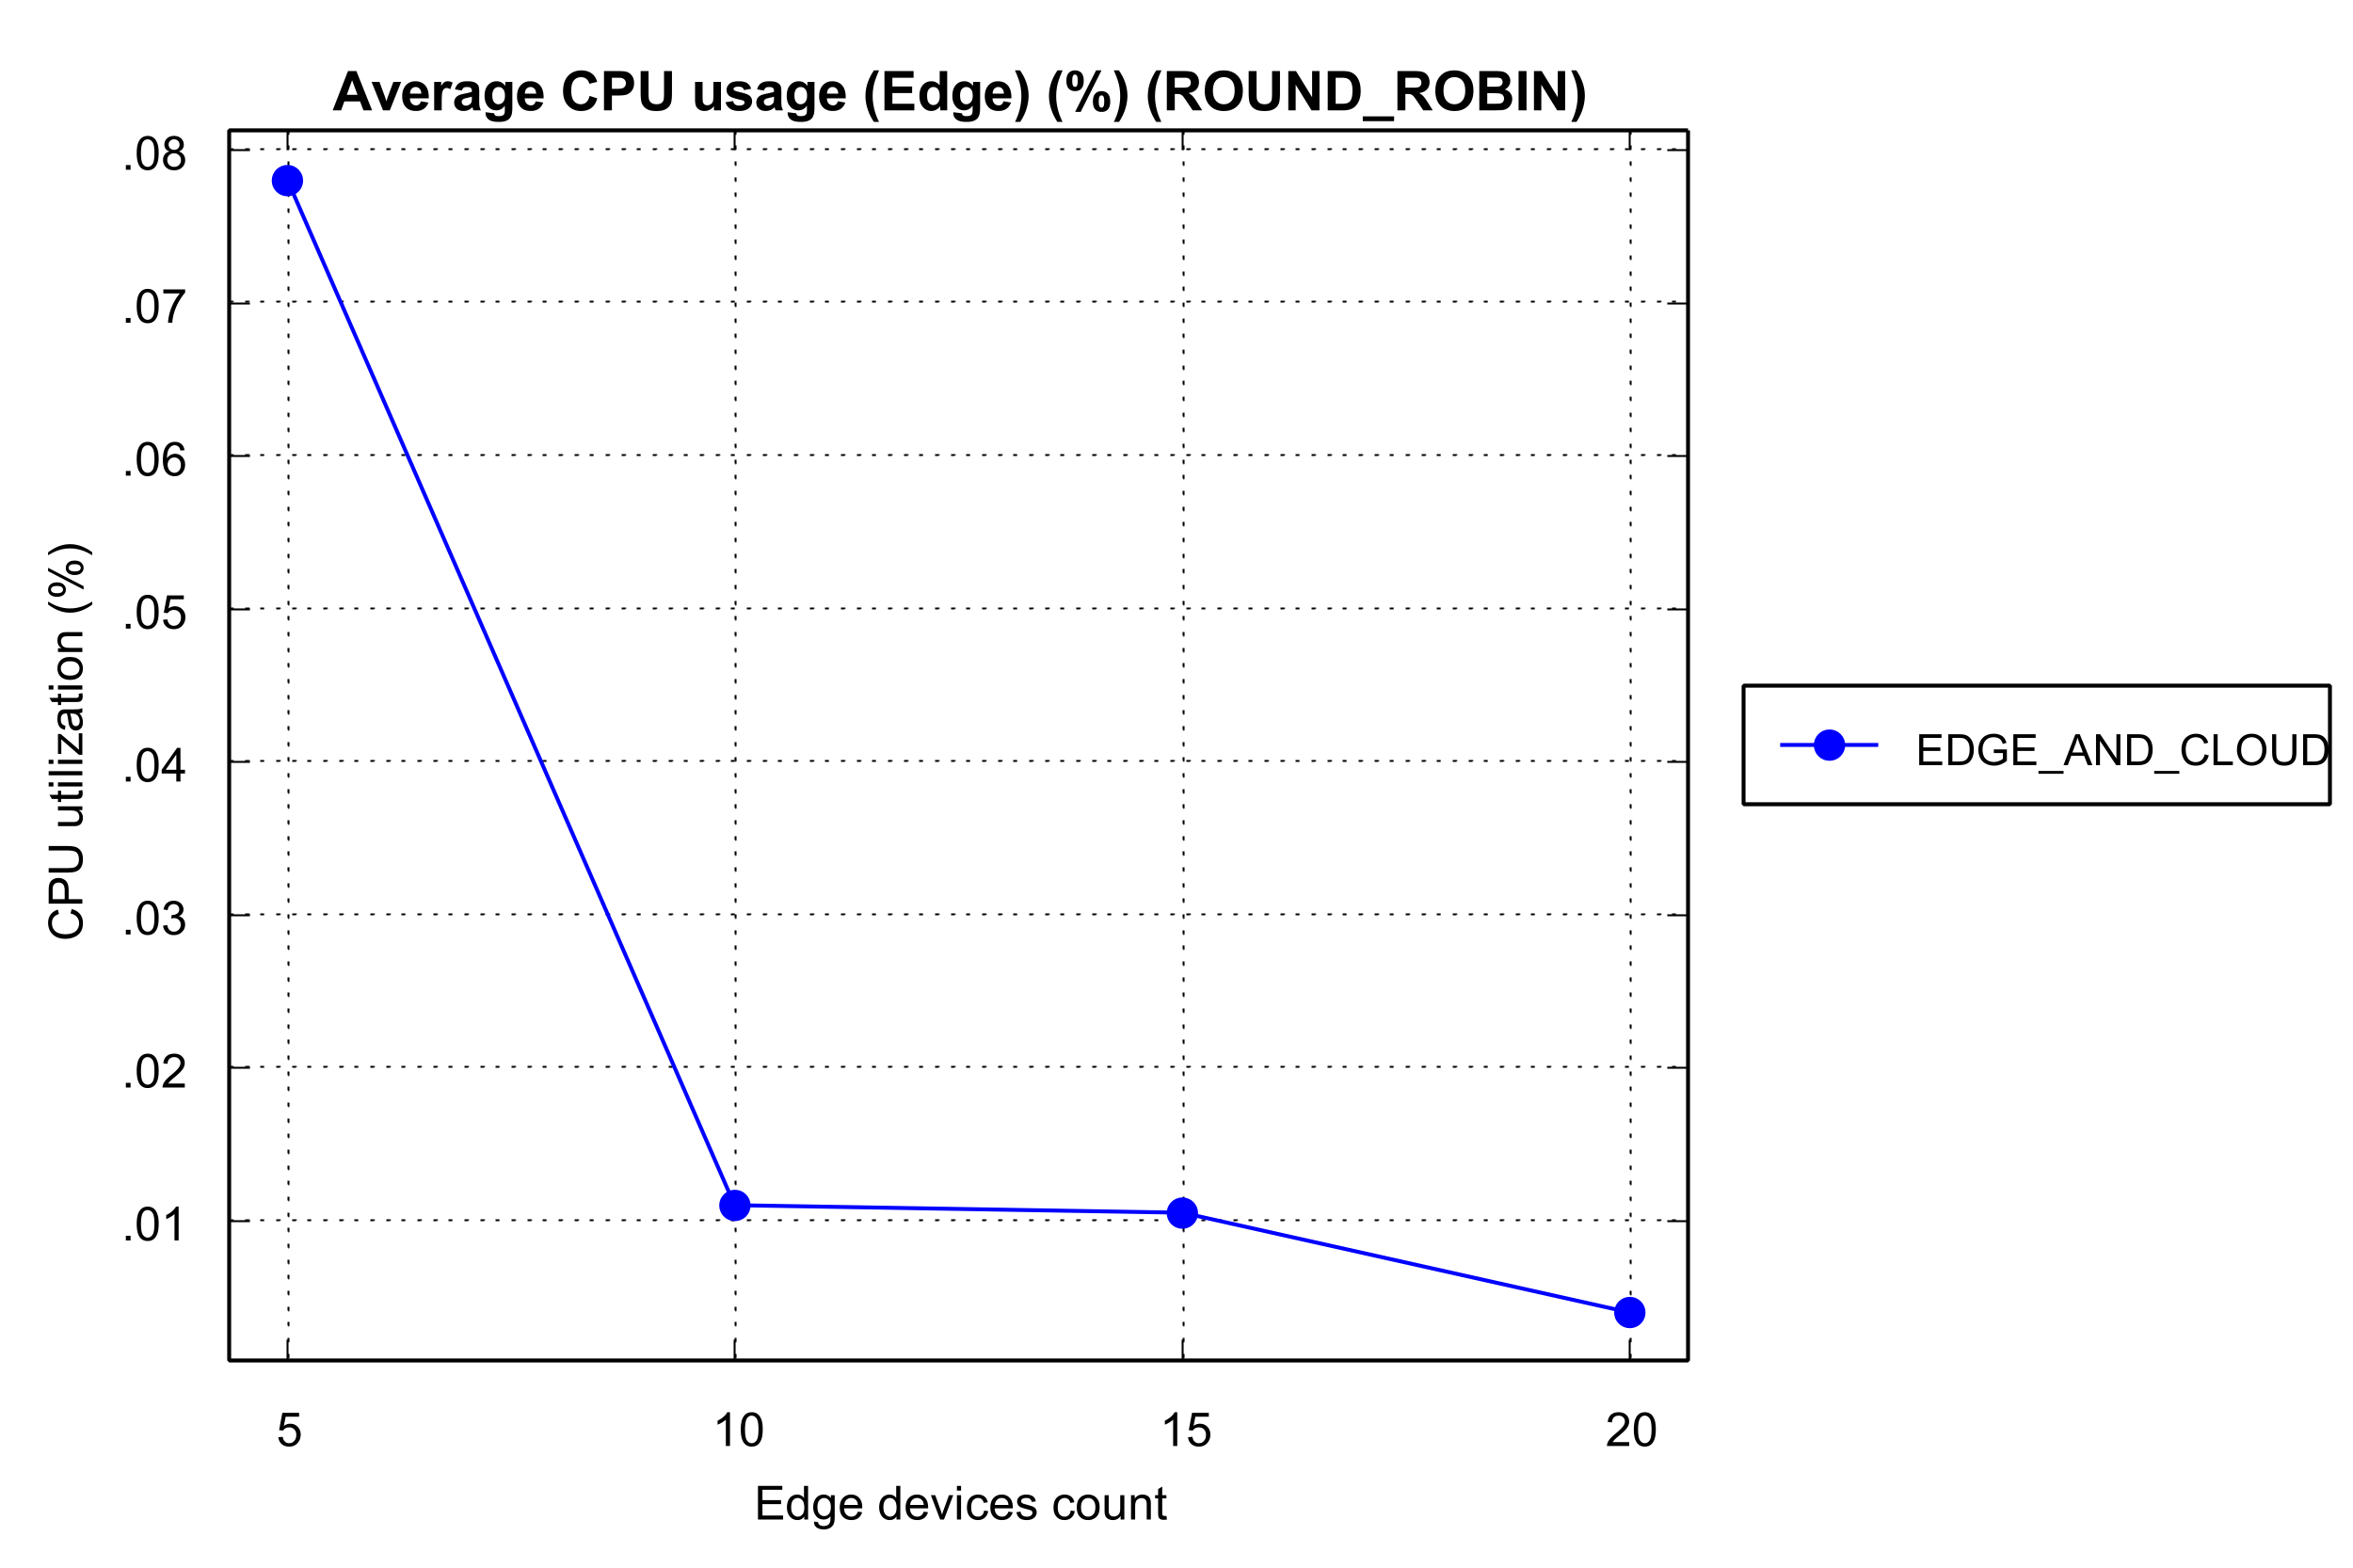 Average CPU usage (Edge) (%) (ROUND_ROBIN)
CPU utilization (%)
.08
.07
.06
.05
.04
.03
.02
.01
5 10 15 20
Edge devices count
EDGE_AND_CLOUD